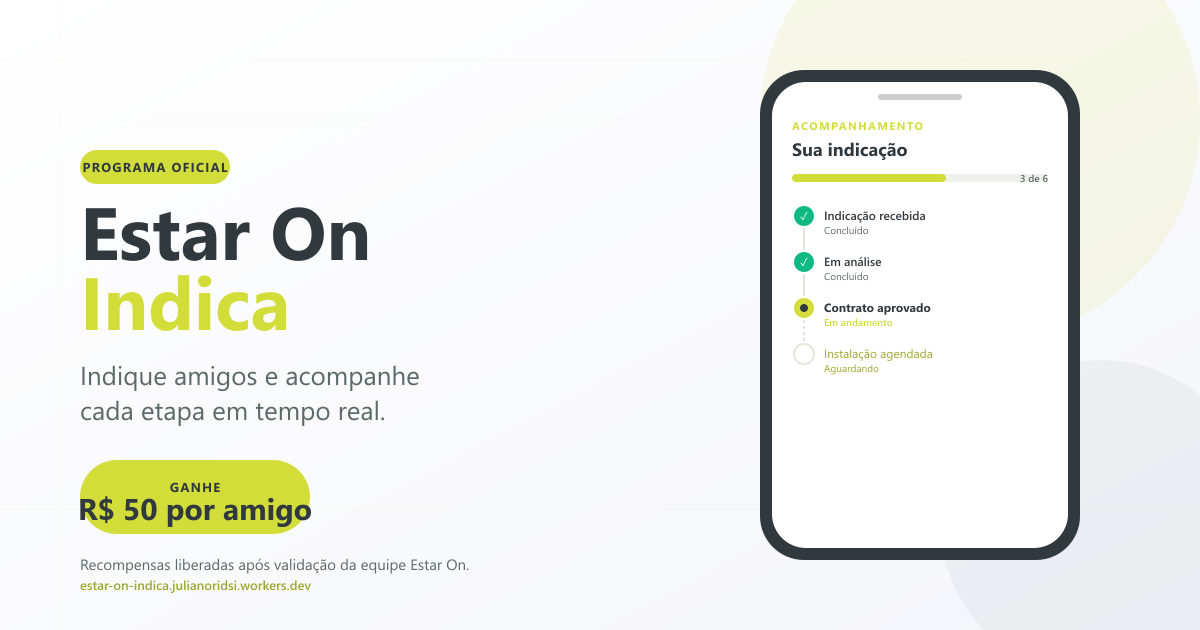 PROGRAMA OFICIAL
Estar On
Indica
Indique amigos e acompanhe
cada etapa em tempo real.
GANHE
R$ 50 por amigo
Recompensas liberadas após validação da equipe Estar On.
estar-on-indica.julianoridsi.workers.dev
ACOMPANHAMENTO
Sua indicação
3 de 6
Indicação recebida
Concluído
Em análise
Concluído
Contrato aprovado
Em andamento
Instalação agendada
Aguardando